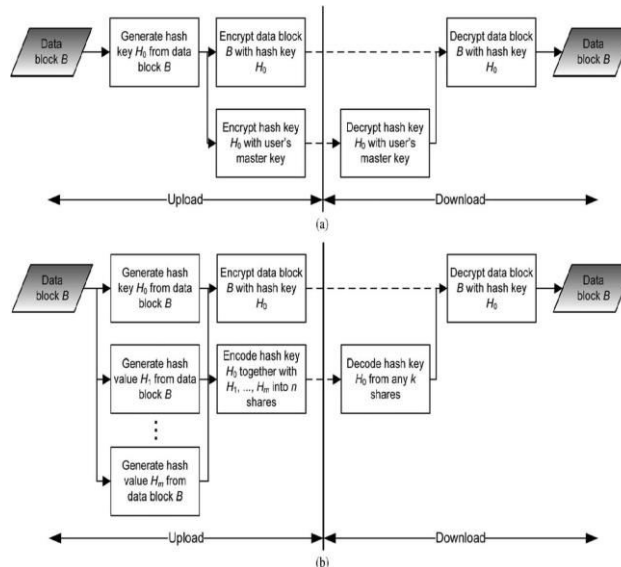 Data
block B
Generate hash
key H0 from data
block B
Encrypt data block
B with hash key
H0
Decrypt data block
B with hash key
H0
Data
block B
Encrypt hash key
H0 with user's
master key
Decrypt hash key
H0 with user's
master key
Upload
Download
(a)
Data
block B
Generate hash
key H0 from data
block B
Encrypt data block
B with hash key
H0
Decrypt data block
B with hash key
H0
Data
block B
Generate hash
value H1 from data
block B
Encode hash key
H0 together with
H1, ..., Hm into n
shares
Decode hash key
H0 from any k
shares
Generate hash
value Hm from
data block B
Upload
Download
(b)